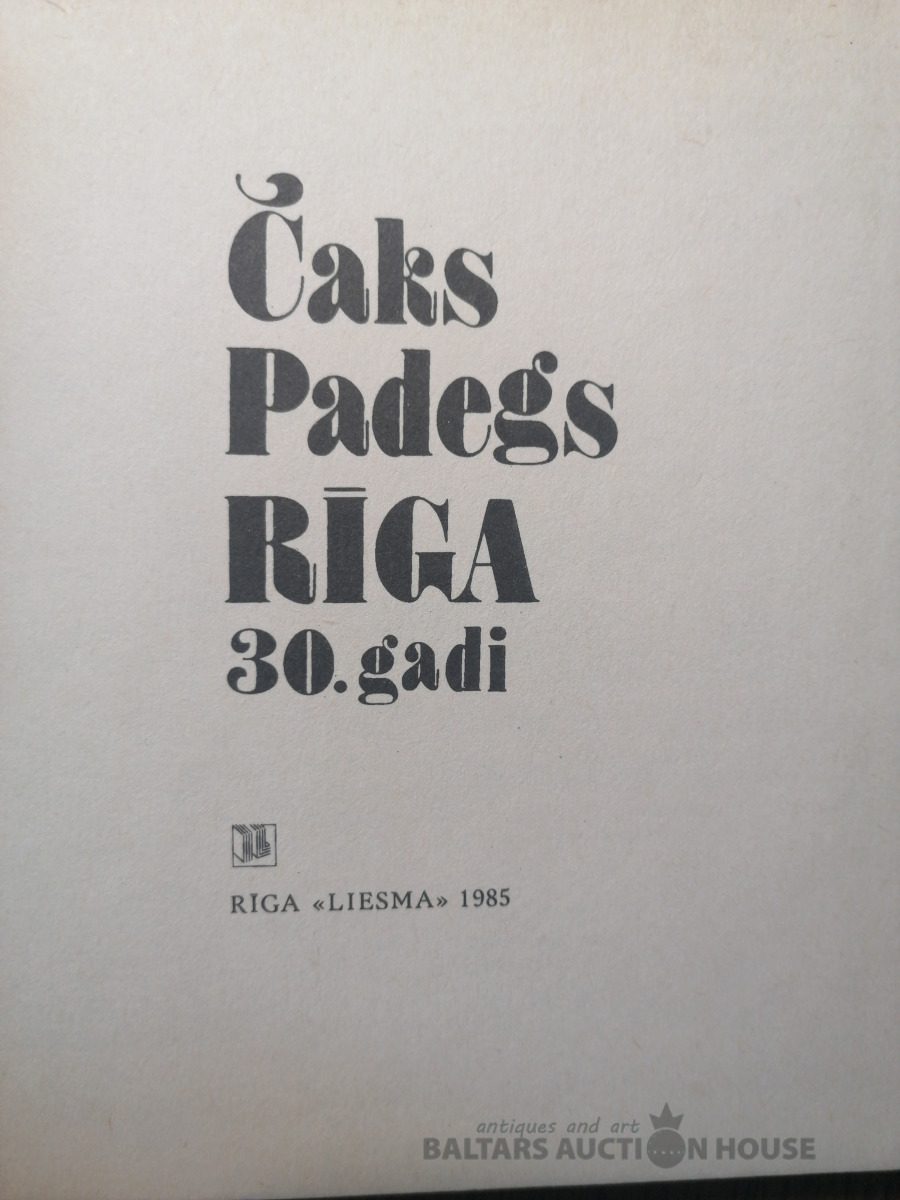 Čaks
Padegs
RĪGA
30. gadi
RĪGA «LIESMA» 1985
antiques and art
BALTARS AUCTION HOUSE